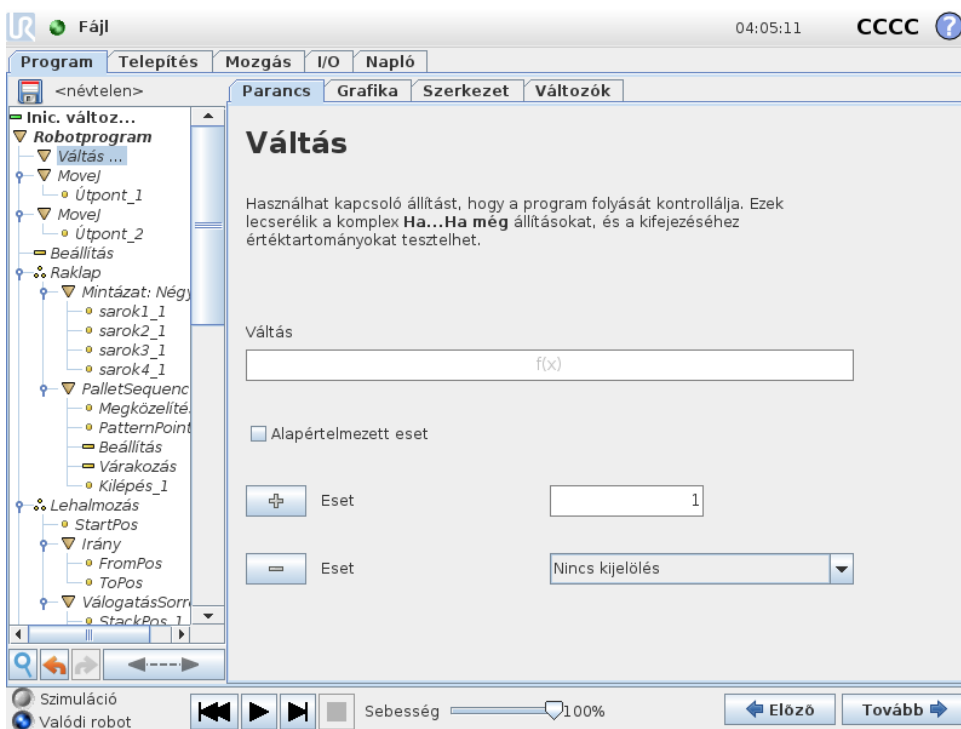 Fájl
04:05:11
CCCC
?
Program
Telepítés
Mozgás
I/O
Napló
<névtelen>
Parancs
Grafika
Szerkezet
Változók
Inic. változ...
Robotprogram
Váltás ...
MoveJ
Útpont_1
MoveJ
Útpont_2
Beállítás
Raklap
Mintázat: Négy
sarok1_1
sarok2_1
sarok3_1
sarok4_1
PalletSequenc
Megközelíté
PatternPoint
Beállítás
Várakozás
Kilépés_1
Lehalmozás
StartPos
Irány
FromPos
ToPos
VálogatásSorr
StackPos_1
Váltás
Használhat kapcsoló állítást, hogy a program folyását kontrollálja. Ezek
lecserélik a komplex Ha...Ha még állításokat, és a kifejezéséhez
értéktartományokat tesztelhet.
Váltás
f(x)
Alapértelmezett eset
Eset
1
Eset
Nincs kijelölés
Szimuláció
Valódi robot
Sebesség
100%
Előző
Tovább